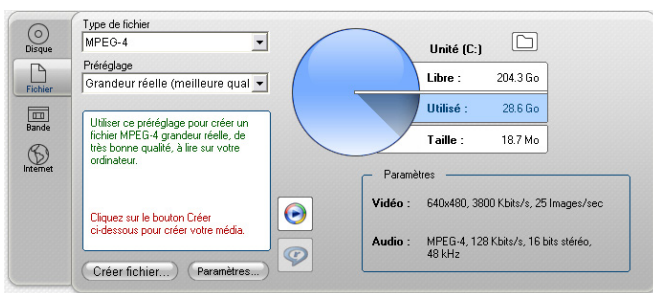 Disque
Fichier
Bande
Internet
Type de fichier
MPEG-4
Préréglage
Grandeur réelle (meilleure qual
Utiliser ce préréglage pour créer un
fichier MPEG-4 grandeur réelle, de
très bonne qualité, à lire sur votre
ordinateur.
Cliquez sur le bouton Créer
ci-dessous pour créer votre média.
Créer fichier...
Paramètres...
Unité (C:)
Libre : 204.3 Go
Utilisé : 28.6 Go
Taille : 18.7 Mo
Paramètres
Vidéo : 640x480, 3800 Kbits/s, 25 Images/sec
Audio : MPEG-4, 128 Kbits/s, 16 bits stéréo,
48 kHz